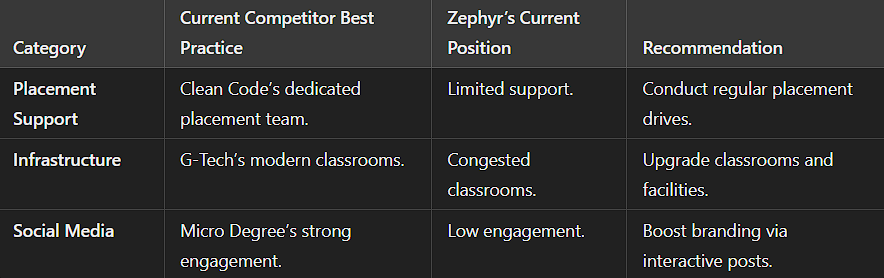 Category | Current Competitor Best Practice | Zephyr’s Current Position | Recommendation
Placement Support | Clean Code’s dedicated placement team. | Limited support. | Conduct regular placement drives.
Infrastructure | G-Tech’s modern classrooms. | Congested classrooms. | Upgrade classrooms and facilities.
Social Media | Micro Degree’s strong engagement. | Low engagement. | Boost branding via interactive posts.